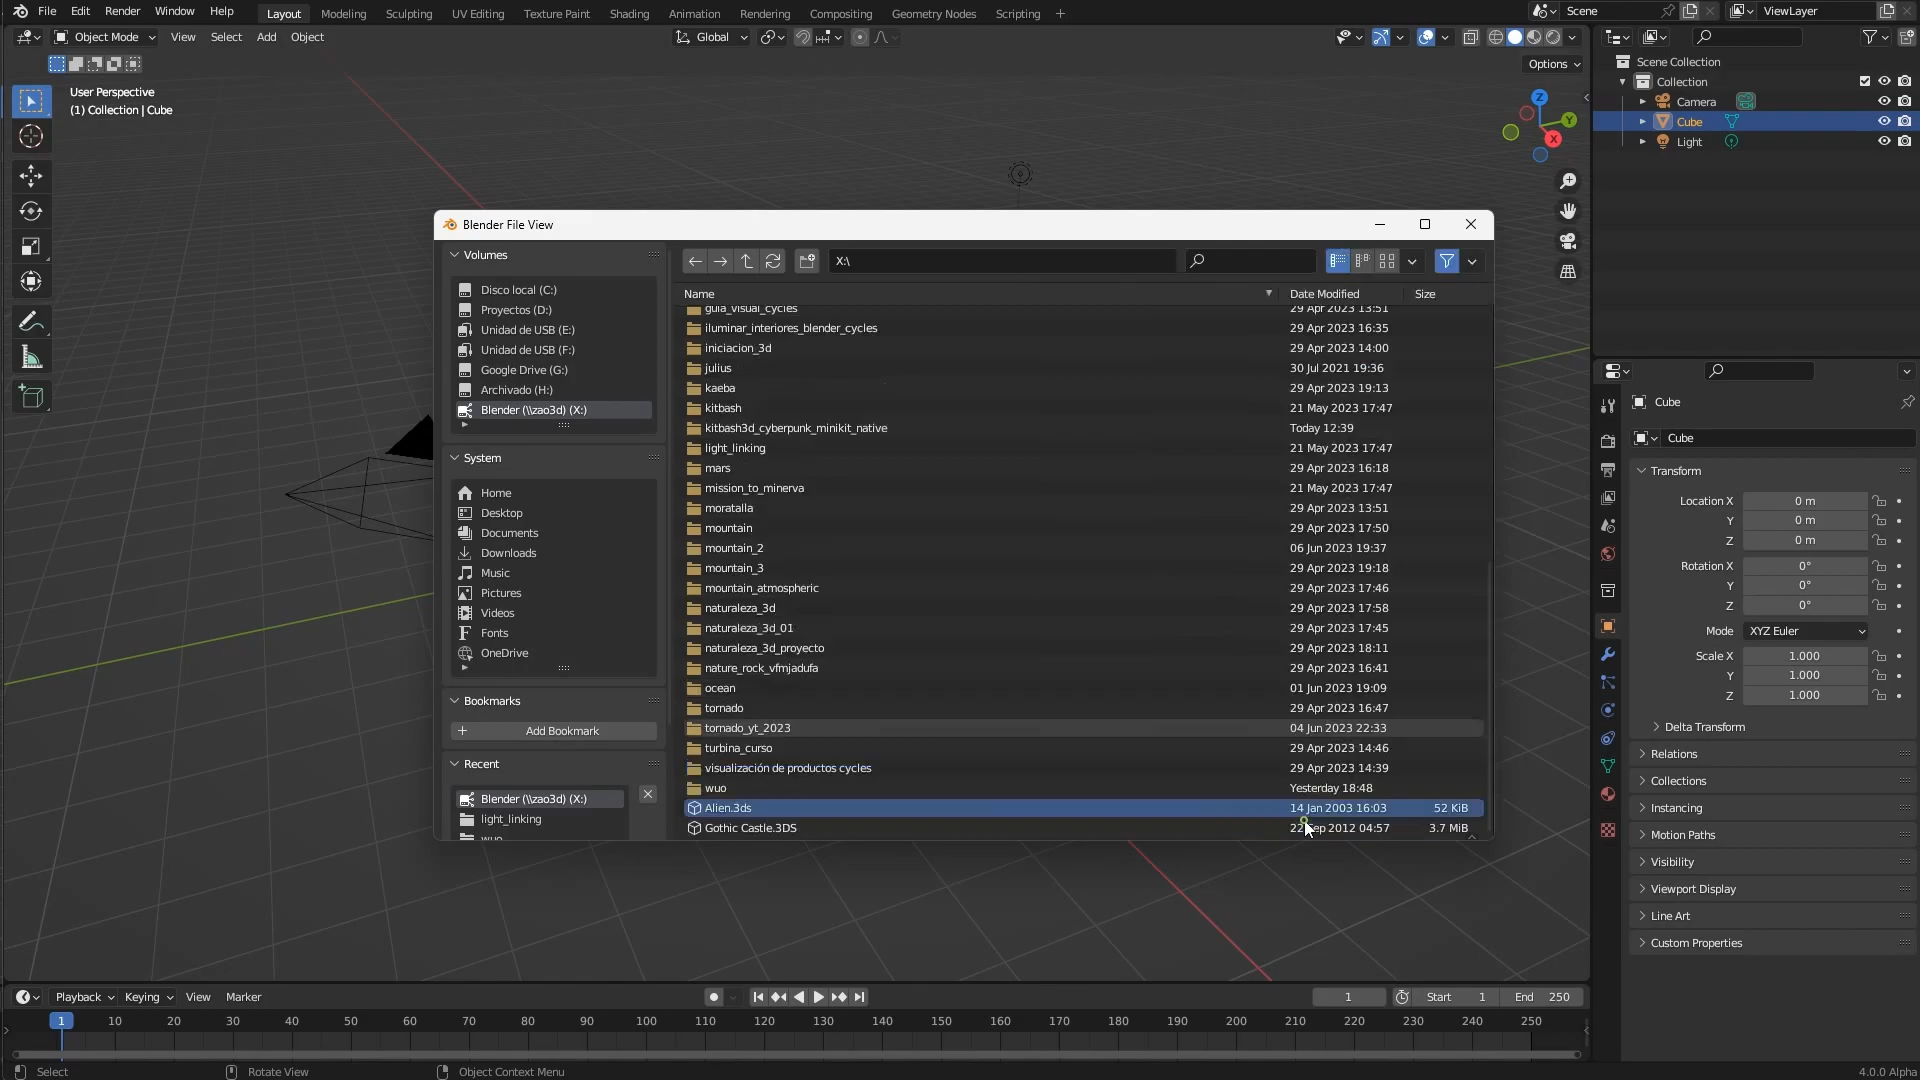 File Edit Render Window Help
Layout Modeling Sculpting UV Editing Texture Paint Shading Animation Rendering Compositing Geometry Nodes Scripting +
Scene
ViewLayer
Object Mode View Select Add Object
Global
Options
User Perspective
(1) Collection | Cube
Z
Y
X
Scene Collection
Collection
Camera
Cube
Light
Blender File View
Volumes
Disco local (C:)
Proyectos (D:)
Unidad de USB (E:)
Unidad de USB (F:)
Google Drive (G:)
Archivado (H:)
Blender (\\zao3d) (X:)
System
Home
Desktop
Documents
Downloads
Music
Pictures
Videos
Fonts
OneDrive
Bookmarks
+ Add Bookmark
Recent
Blender (\\zao3d) (X:)
light_linking
wuo
X:\
Name Date Modified Size
guia_visual_cycles 29 Apr 2023 13:51
iluminar_interiores_blender_cycles 29 Apr 2023 16:35
iniciacion_3d 29 Apr 2023 14:00
julius 30 Jul 2021 19:36
kaeba 29 Apr 2023 19:13
kitbash 21 May 2023 17:47
kitbash3d_cyberpunk_minikit_native Today 12:39
light_linking 21 May 2023 17:47
mars 29 Apr 2023 16:18
mission_to_minerva 21 May 2023 17:47
moratalla 29 Apr 2023 13:51
mountain 29 Apr 2023 17:50
mountain_2 06 Jun 2023 19:37
mountain_3 29 Apr 2023 19:18
mountain_atmospheric 29 Apr 2023 17:46
naturaleza_3d 29 Apr 2023 17:58
naturaleza_3d_01 29 Apr 2023 17:45
naturaleza_3d_proyecto 29 Apr 2023 18:11
nature_rock_vfmjadufa 29 Apr 2023 16:41
ocean 01 Jun 2023 19:09
tornado 29 Apr 2023 16:47
tornado_yt_2023 04 Jun 2023 22:33
turbina_curso 29 Apr 2023 14:46
visualización de productos cycles 29 Apr 2023 14:39
wuo Yesterday 18:48
Alien.3ds 14 Jan 2003 16:03 52 KiB
Gothic Castle.3DS 22 Sep 2012 04:57 3.7 MiB
Cube
Cube
Transform
Location X 0 m
Y 0 m
Z 0 m
Rotation X 0°
Y 0°
Z 0°
Mode XYZ Euler
Scale X 1.000
Y 1.000
Z 1.000
Delta Transform
Relations
Collections
Instancing
Motion Paths
Visibility
Viewport Display
Line Art
Custom Properties
Playback Keying View Marker
1 Start 1 End 250
1 10 20 30 40 50 60 70 80 90 100 110 120 130 140 150 160 170 180 190 200 210 220 230 240 250
Select Rotate View Object Context Menu 4.0.0 Alpha